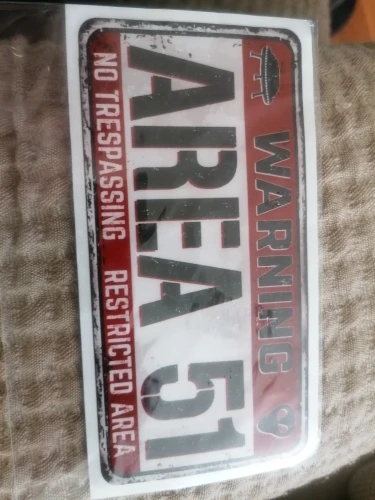 WARNING
AREA 51
NO TRESPASSING RESTRICTED AREA